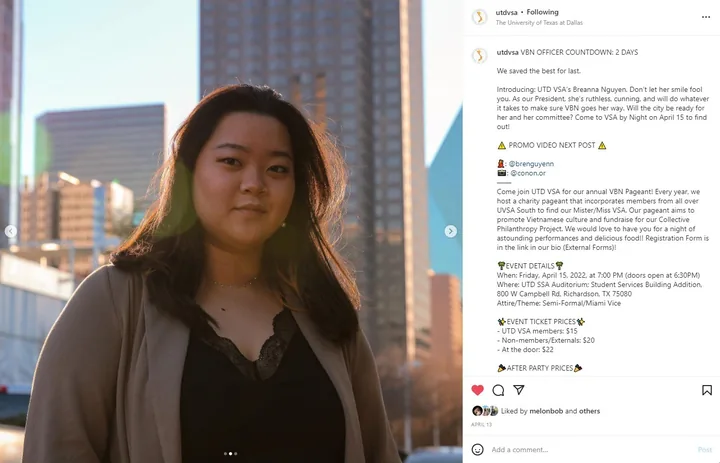 utdvsa • Following
The University of Texas at Dallas
utdvsa VBN OFFICER COUNTDOWN: 2 DAYS
We saved the best for last.
Introducing: UTD VSA's Breanna Nguyen. Don't let her smile fool
you. As our President, she's ruthless, cunning, and will do whatever
it takes to make sure VBN goes her way. Will the city be ready for
her and her committee? Come to VSA by Night on April 15 to find
out!
⚠️ PROMO VIDEO NEXT POST ⚠️
💃: @brenguyenn
📷: @conon.or
——
Come join UTD VSA for our annual VBN Pageant! Every year, we
host a charity pageant that incorporates members from all over
UVSA South to find our Mister/Miss VSA. Our pageant aims to
promote Vietnamese culture and fundraise for our Collective
Philanthropy Project. We would love to have you for a night of
astounding performances and delicious food!! Registration Form is
in the link in our bio (External Forms)!
🌴EVENT DETAILS🌴
When: Friday, April 15, 2022, at 7:00 PM (doors open at 6:30PM)
Where: UTD SSA Auditorium; Student Services Building Addition,
800 W Campbell Rd, Richardson, TX 75080
Attire/Theme: Semi-Formal/Miami Vice
✨EVENT TICKET PRICES✨
- UTD VSA members: $15
- Non-members/Externals: $20
- At the door: $22
🎉AFTER PARTY PRICES🎉
Liked by melonbob and others
APRIL 13
Add a comment...
Post